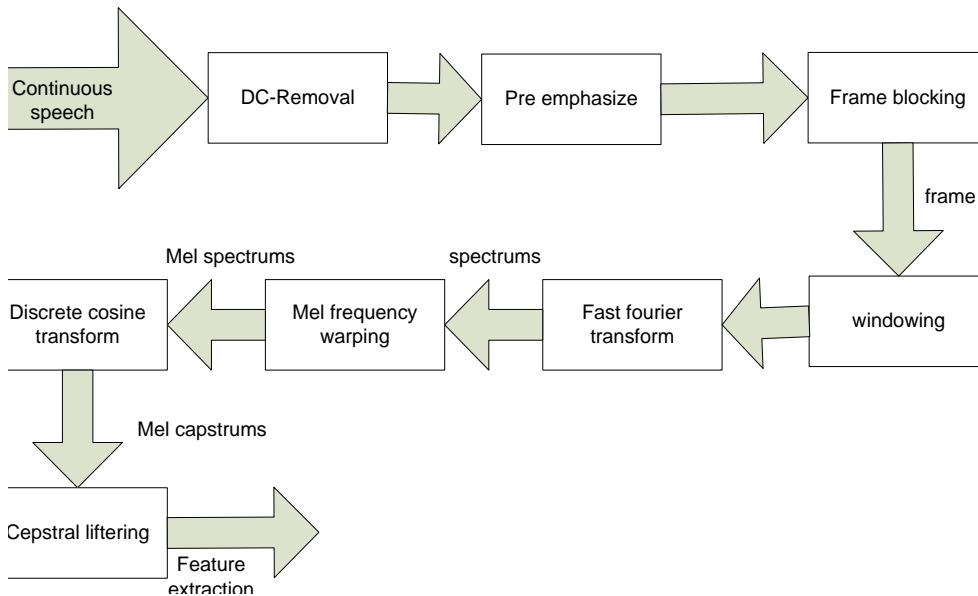 Continuous
speech
DC-Removal
Pre emphasize
Frame blocking
frame
Mel spectrums
spectrums
Discrete cosine
transform
Mel frequency
warping
Fast fourier
transform
windowing
Mel capstrums
Cepstral liftering
Feature
extraction